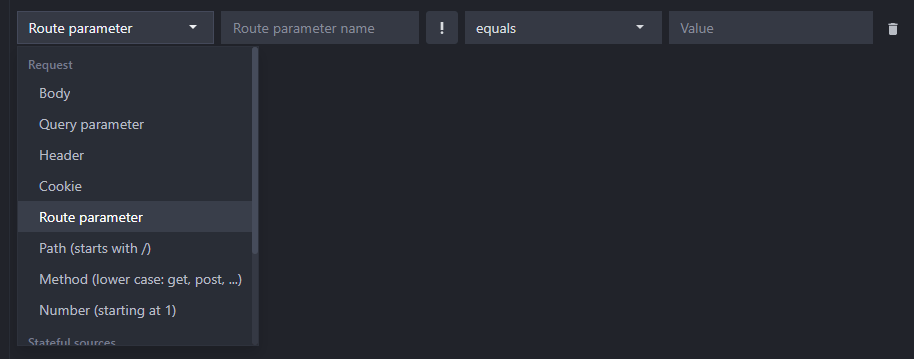 Route parameter Route parameter name ! equals Value
Request
Body
Query parameter
Header
Cookie
Route parameter
Path (starts with /)
Method (lower case: get, post, ...)
Number (starting at 1)
Stateful sources